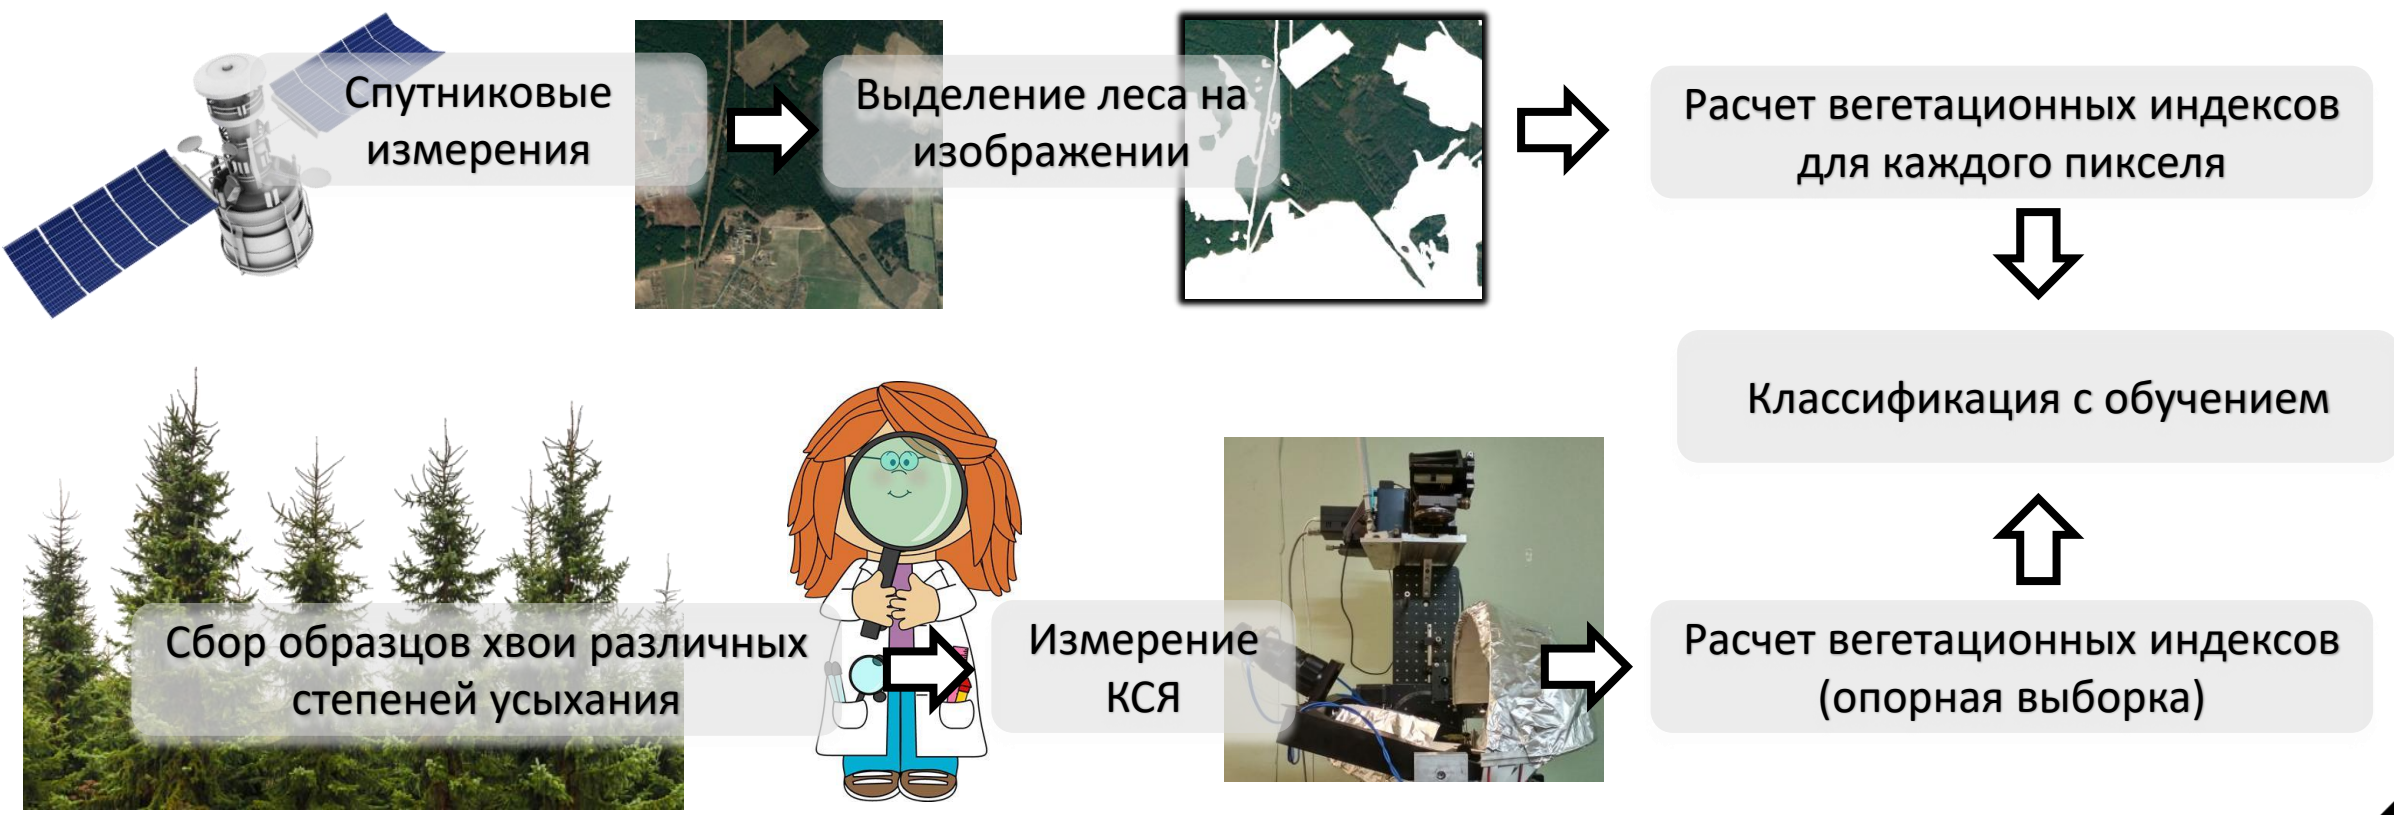 Спутниковые
измерения
Выделение леса на
изображении
Расчет вегетационных индексов
для каждого пикселя
Классификация с обучением
Сбор образцов хвои различных
степеней усыхания
Измерение
КСЯ
Расчет вегетационных индексов
(опорная выборка)